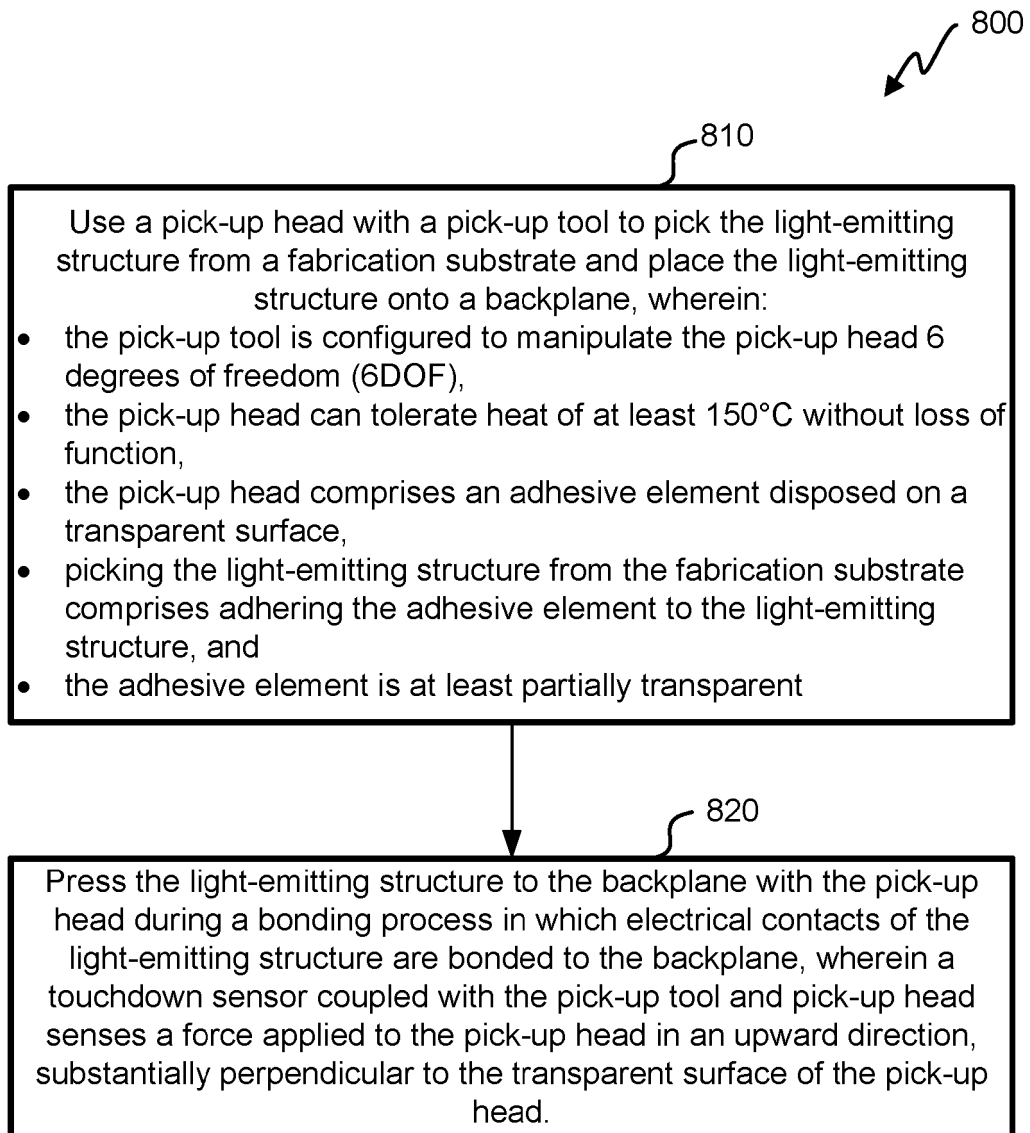 800
810
Use a pick-up head with a pick-up tool to pick the light-emitting
structure from a fabrication substrate and place the light-emitting
structure onto a backplane, wherein:
• the pick-up tool is configured to manipulate the pick-up head 6
degrees of freedom (6DOF),
• the pick-up head can tolerate heat of at least 150°C without loss of
function,
• the pick-up head comprises an adhesive element disposed on a
transparent surface,
• picking the light-emitting structure from the fabrication substrate
comprises adhering the adhesive element to the light-emitting
structure, and
• the adhesive element is at least partially transparent
820
Press the light-emitting structure to the backplane with the pick-up
head during a bonding process in which electrical contacts of the
light-emitting structure are bonded to the backplane, wherein a
touchdown sensor coupled with the pick-up tool and pick-up head
senses a force applied to the pick-up head in an upward direction,
substantially perpendicular to the transparent surface of the pick-up
head.